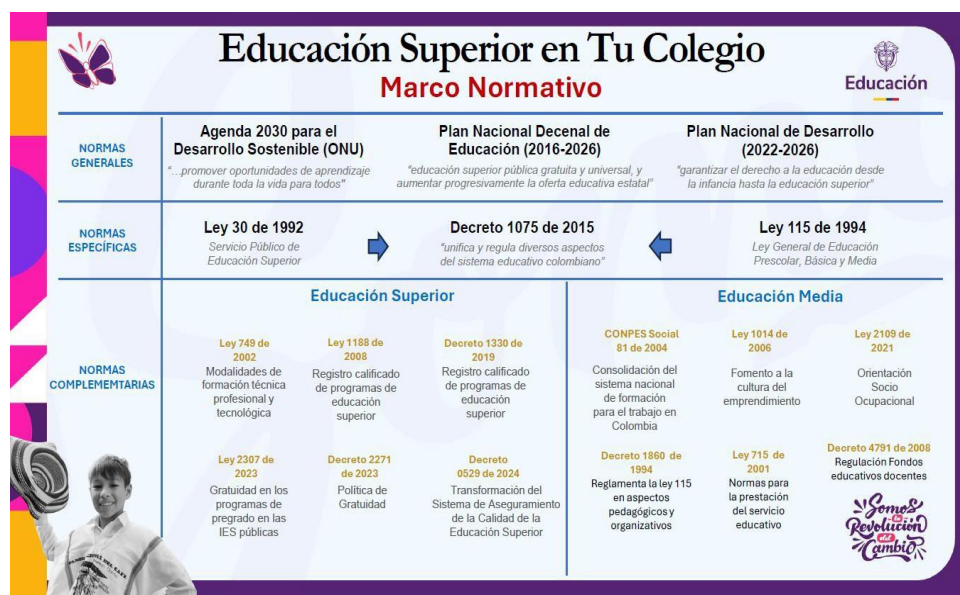 Educación Superior en Tu Colegio
Marco Normativo
Educación
NORMAS
GENERALES
Agenda 2030 para el
Desarrollo Sostenible (ONU)
"…promover oportunidades de aprendizaje
durante toda la vida para todos"
Plan Nacional Decenal de
Educación (2016-2026)
"educación superior pública gratuita y universal, y
aumentar progresivamente la oferta educativa estatal"
Plan Nacional de Desarrollo
(2022-2026)
"garantizar el derecho a la educación desde
la infancia hasta la educación superior"
NORMAS
ESPECÍFICAS
Ley 30 de 1992
Servicio Público de
Educación Superior
Decreto 1075 de 2015
"unifica y regula diversos aspectos
del sistema educativo colombiano"
Ley 115 de 1994
Ley General de Educación
Prescolar, Básica y Media
NORMAS
COMPLEMEMTARIAS
Educación Superior
Ley 749 de
2002
Modalidades de
formación técnica
profesional y
tecnológica
Ley 1188 de
2008
Registro calificado
de programas de
educación
superior
Decreto 1330 de
2019
Registro calificado
de programas de
educación
superior
Ley 2307 de
2023
Gratuidad en los
programas de
pregrado en las
IES públicas
Decreto 2271
de 2023
Política de
Gratuidad
Decreto
0529 de 2024
Transformación del
Sistema de Aseguramiento
de la Calidad de la
Educación Superior
Educación Media
CONPES Social
81 de 2004
Consolidación del
sistema nacional
de formación
para el trabajo en
Colombia
Ley 1014 de
2006
Fomento a la
cultura del
emprendimiento
Ley 2109 de
2021
Orientación
Socio
Ocupacional
Decreto 1860 de
1994
Reglamenta la ley 115
en aspectos
pedagógicos y
organizativos
Ley 715 de
2001
Normas para
la prestación
del servicio
educativo
Decreto 4791 de 2008
Regulación Fondos
educativos docentes
Somos
la
Revolución
del
Cambio